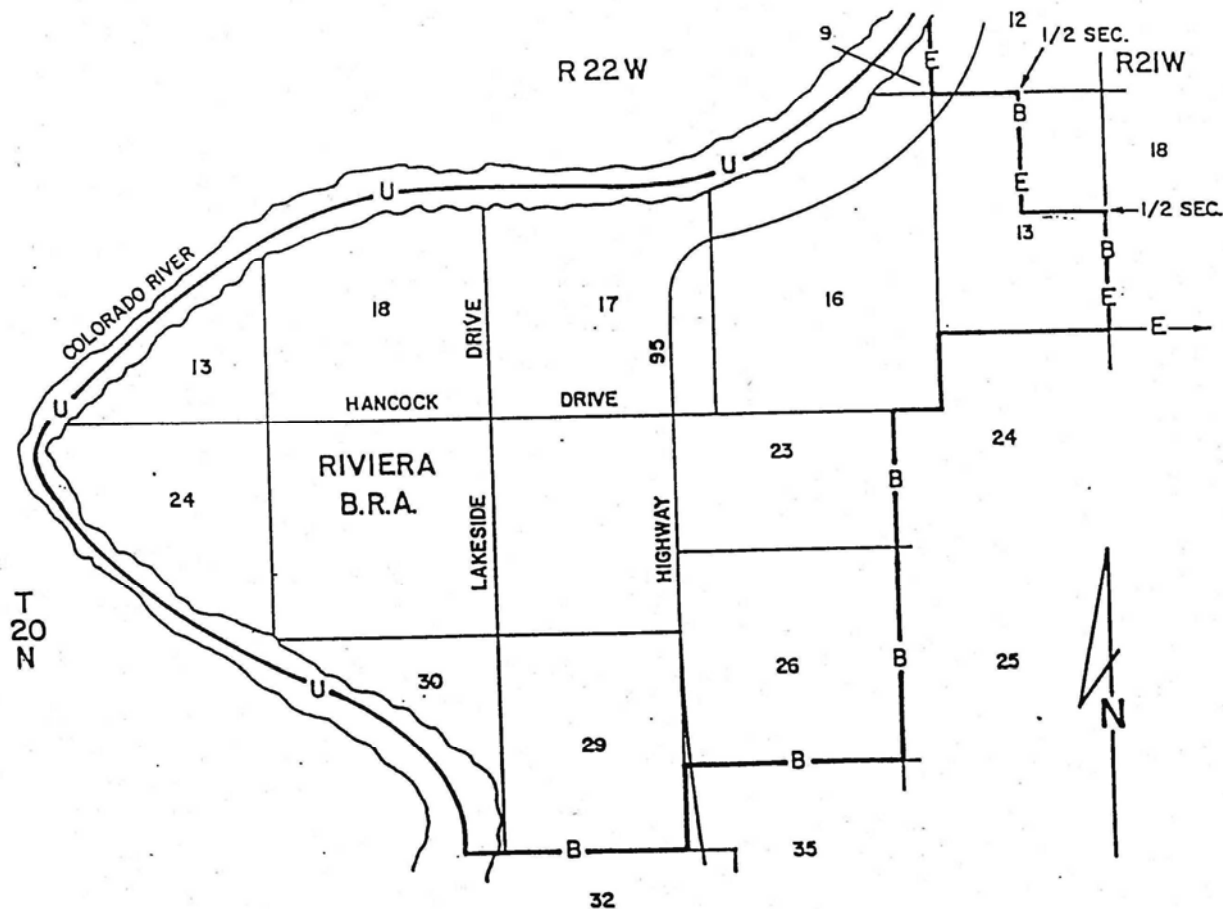 12
1/2 SEC.
9
R 22 W
E
R21W
B
18
U
U
E
1/2 SEC.
13
B
COLORADO RIVER
18
DRIVE
17
16
E
E
95
13
U
HANCOCK
DRIVE
24
23
RIVIERA
B.R.A.
B
24
LAKESIDE
HIGHWAY
T
20
N
U
30
26
B
25
N
29
B
B
35
32